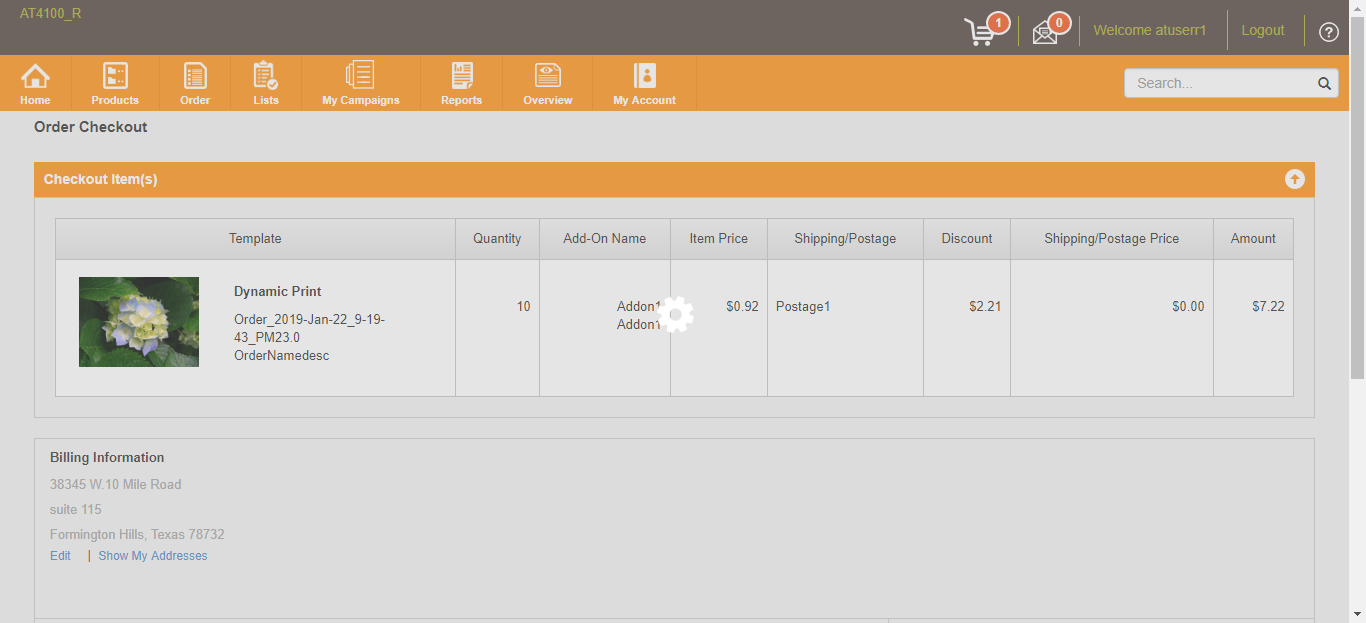 AT4100_R
1
0
Welcome atuserr1
Logout
?
Home
Products
Order
Lists
My Campaigns
Reports
Overview
My Account
Search...
Order Checkout
Checkout Item(s)
Template
Quantity
Add-On Name
Item Price
Shipping/Postage
Discount
Shipping/Postage Price
Amount
Dynamic Print
Order_2019-Jan-22_9-19-
43_PM23.0
OrderNamedesc
10
Addon1
Addon1
$0.92
Postage1
$2.21
$0.00
$7.22
Billing Information
38345 W.10 Mile Road
suite 115
Formington Hills, Texas 78732
Edit | Show My Addresses